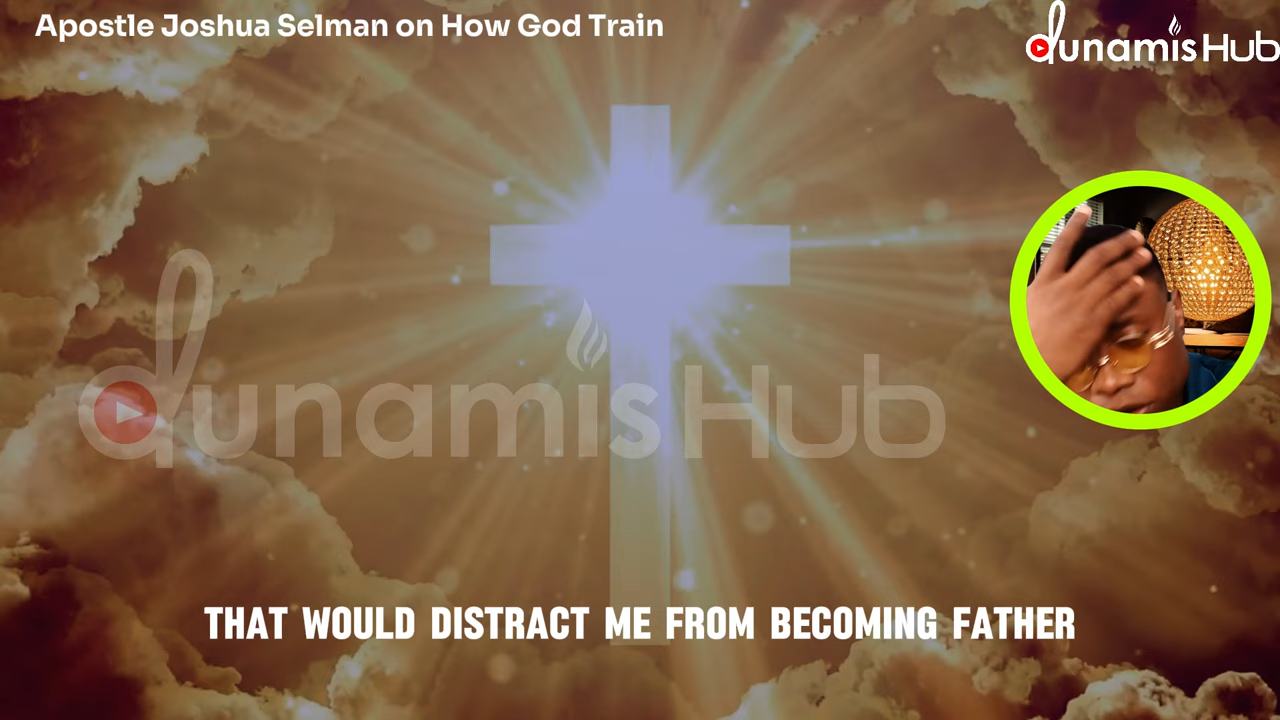 Apostle Joshua Selman on How God Train
dunamisHub
dunamisHub
THAT WOULD DISTRACT ME FROM BECOMING FATHER